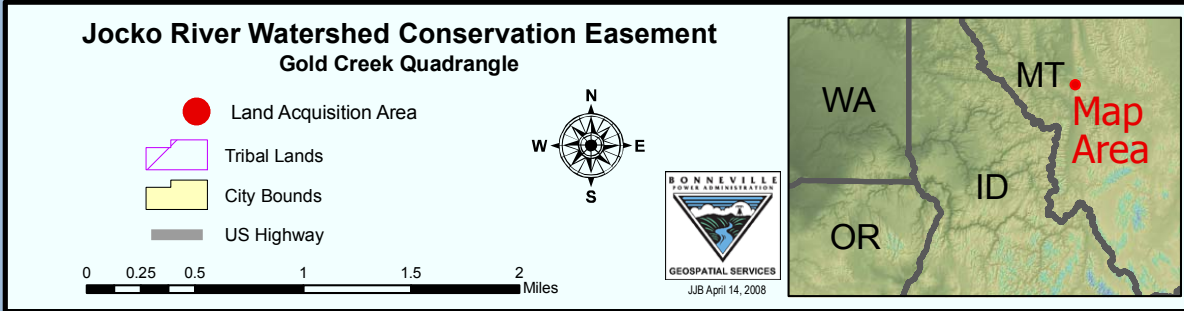 Jocko River Watershed Conservation Easement
Gold Creek Quadrangle
Land Acquisition Area
Tribal Lands
City Bounds
US Highway
0 0.25 0.5 1 1.5 2
Miles
N
W E
S
BONNEVILLE
POWER ADMINISTRATION
GEOSPATIAL SERVICES
JJB April 14, 2008
WA
MT
Map
Area
ID
OR